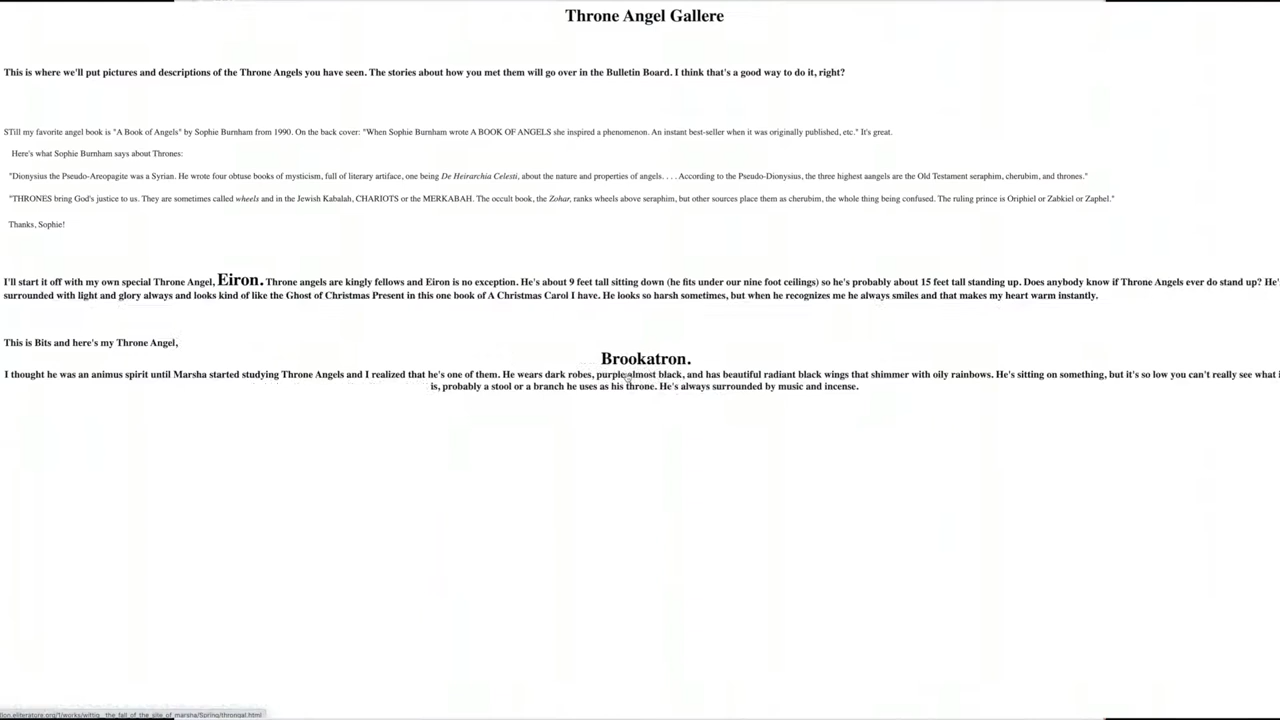 Throne Angel Gallere
This is where we'll put pictures and descriptions of the Throne Angels you have seen. The stories about how you met them will go over in the Bulletin Board. I think that's a good way to do it, right?
STill my favorite angel book is "A Book of Angels" by Sophie Burnham from 1990. On the back cover: "When Sophie Burnham wrote A BOOK OF ANGELS she inspired a phenomenon. An instant best-seller when it was originally published, etc." It's great.
Here's what Sophie Burnham says about Thrones:
"Dionysius the Pseudo-Areopagite was a Syrian. He wrote four obtuse books of mysticism, full of literary artiface, one being De Heirarchia Celesti, about the nature and properties of angels. . . . According to the Pseudo-Dionysius, the three highest aangels are the Old Testament seraphim, cherubim, and thrones."
"THRONES bring God's justice to us. They are sometimes called wheels and in the Jewish Kabalah, CHARIOTS or the MERKABAH. The occult book, the Zohar, ranks wheels above seraphim, but other sources place them as cherubim, the whole thing being confused. The ruling prince is Oriphiel or Zabkiel or Zaphel."
Thanks, Sophie!
I'll start it off with my own special Throne Angel, Eiron. Throne angels are kingly fellows and Eiron is no exception. He's about 9 feet tall sitting down (he fits under our nine foot ceilings) so he's probably about 15 feet tall standing up. Does anybody know if Throne Angels ever do stand up? He's
surrounded with light and glory always and looks kind of like the Ghost of Christmas Present in this one book of A Christmas Carol I have. He looks so harsh sometimes, but when he recognizes me he always smiles and that makes my heart warm instantly.
This is Bits and here's my Throne Angel,
Brookatron.
I thought he was an animus spirit until Marsha started studying Throne Angels and I realized that he's one of them. He wears dark robes, purple almost black, and has beautiful radiant black wings that shimmer with oily rainbows. He's sitting on something, but it's so low you can't really see what i
is, probably a stool or a branch he uses as his throne. He's always surrounded by music and incense.
tion.eliterature.org/1/works/wittig__the_fall_of_the_site_of_marsha/Spring/throngal.html